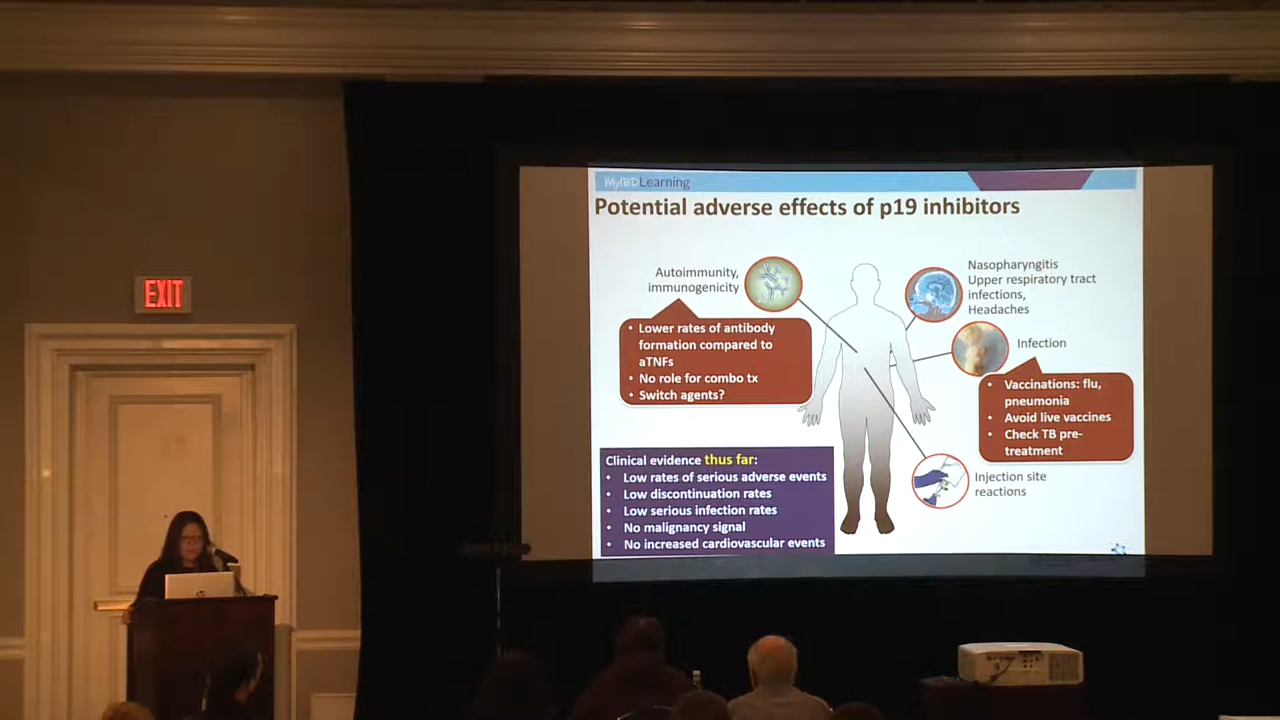 EXIT
MyIBDLearning
Potential adverse effects of p19 inhibitors
Autoimmunity,
immunogenicity
• Lower rates of antibody
formation compared to
aTNFs
• No role for combo tx
• Switch agents?
Nasopharyngitis
Upper respiratory tract
infections,
Headaches
Infection
• Vaccinations: flu,
pneumonia
• Avoid live vaccines
• Check TB pre-
treatment
Injection site
reactions
Clinical evidence thus far:
• Low rates of serious adverse events
• Low discontinuation rates
• Low serious infection rates
• No malignancy signal
• No increased cardiovascular events
hp